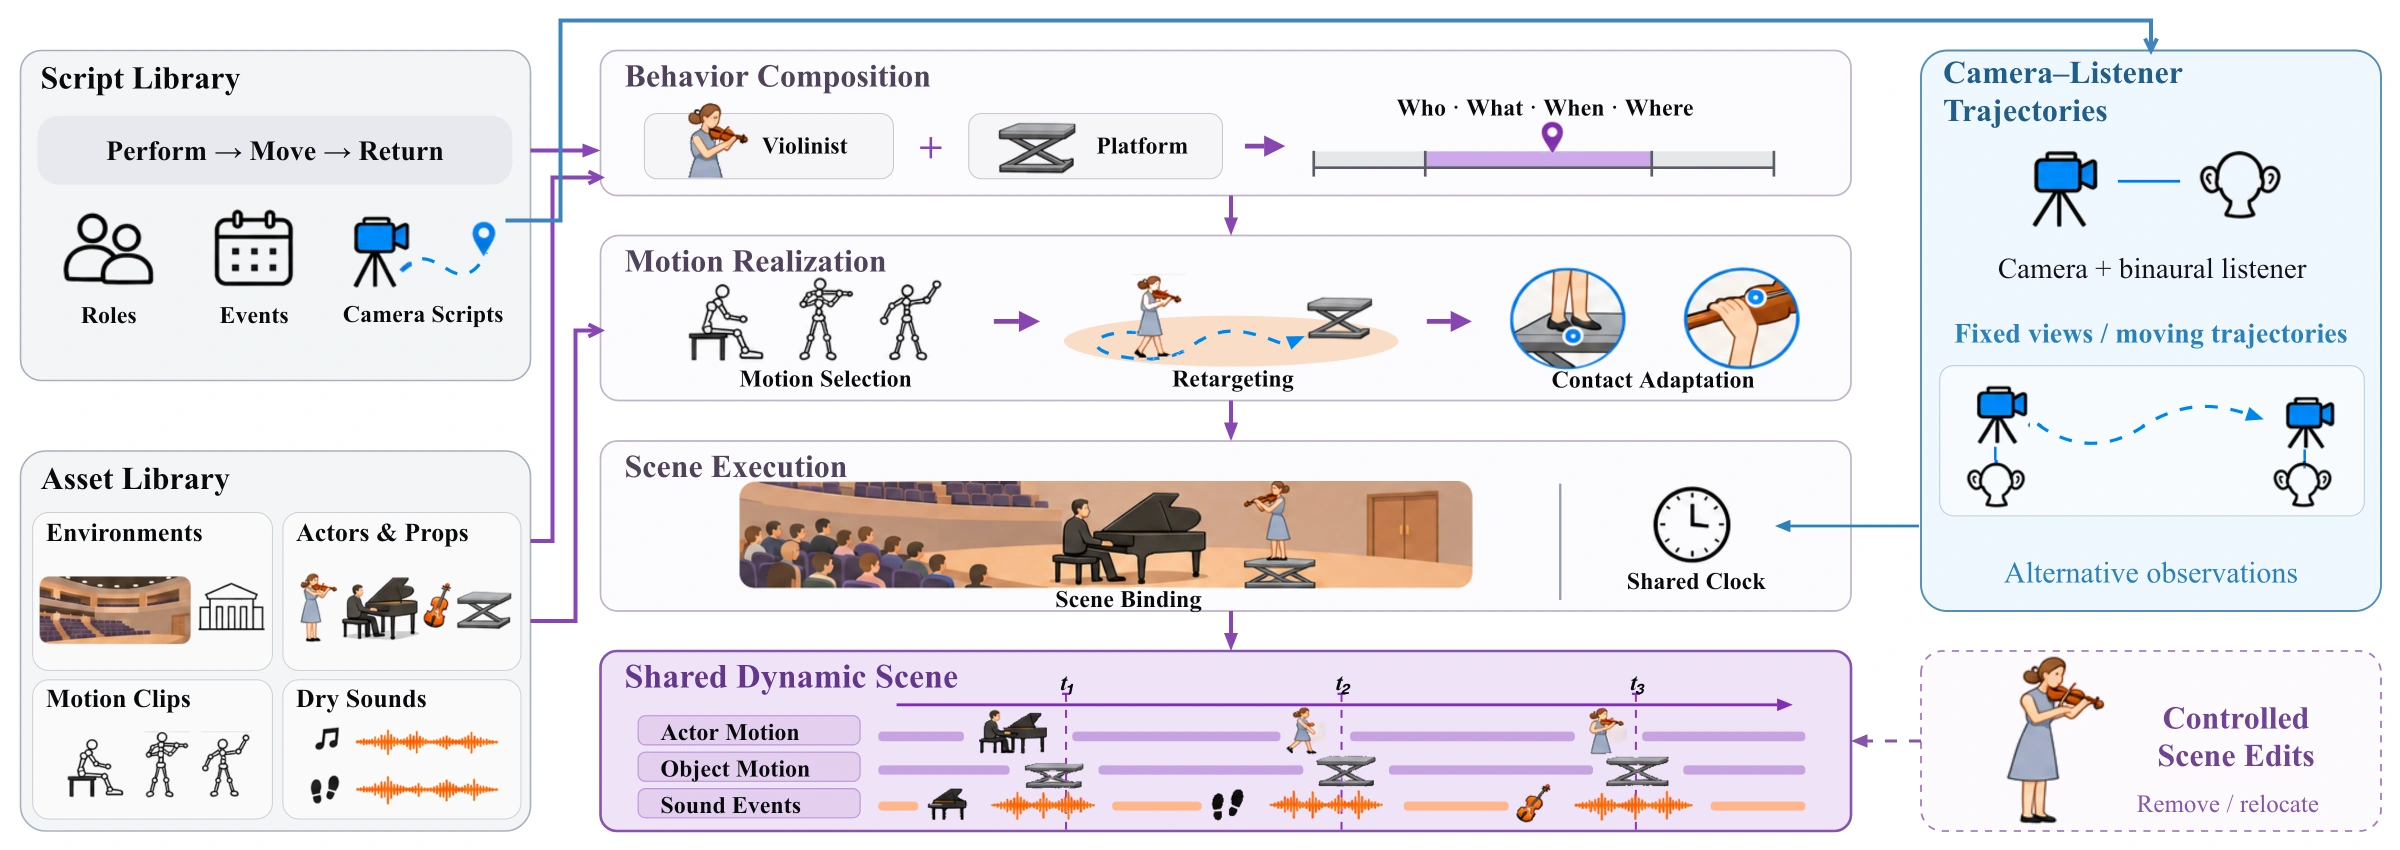 Script Library
Perform → Move → Return
Roles
Events
Camera Scripts
Asset Library
Environments
Actors & Props
Motion Clips
Dry Sounds
Behavior Composition
Violinist
+
Platform
Who · What · When · Where
Motion Realization
Motion Selection
Retargeting
Contact Adaptation
Scene Execution
Scene Binding
Shared Clock
Shared Dynamic Scene
t1
t2
t3
Actor Motion
Object Motion
Sound Events
Camera–Listener
Trajectories
Camera + binaural listener
Fixed views / moving trajectories
Alternative observations
Controlled
Scene Edits
Remove / relocate